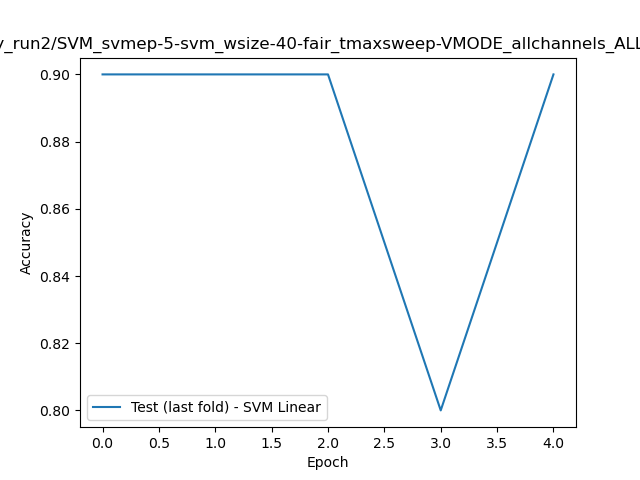 _run2/SVM_svmep-5-svm_wsize-40-fair_tmaxsweep-VMODE_allchannels_ALL
0.90
0.88
0.86
0.84
0.82
0.80
Accuracy
Test (last fold) - SVM Linear
0.0 0.5 1.0 1.5 2.0 2.5 3.0 3.5 4.0
Epoch